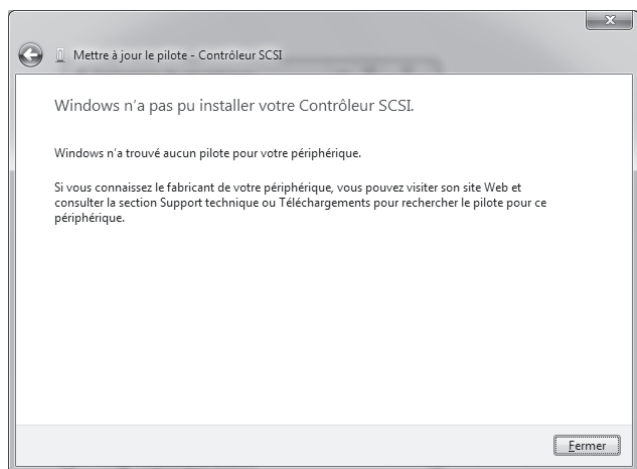 Mettre à jour le pilote - Contrôleur SCSI
Windows n'a pas pu installer votre Contrôleur SCSI.
Windows n'a trouvé aucun pilote pour votre périphérique.
Si vous connaissez le fabricant de votre périphérique, vous pouvez visiter son site Web et
consulter la section Support technique ou Téléchargements pour rechercher le pilote pour ce
périphérique.
Fermer